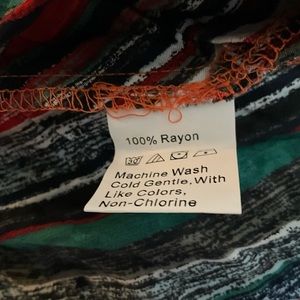 100% Rayon
Machine Wash
Cold Gentle, With
Like Colors,
Non-Chlorine